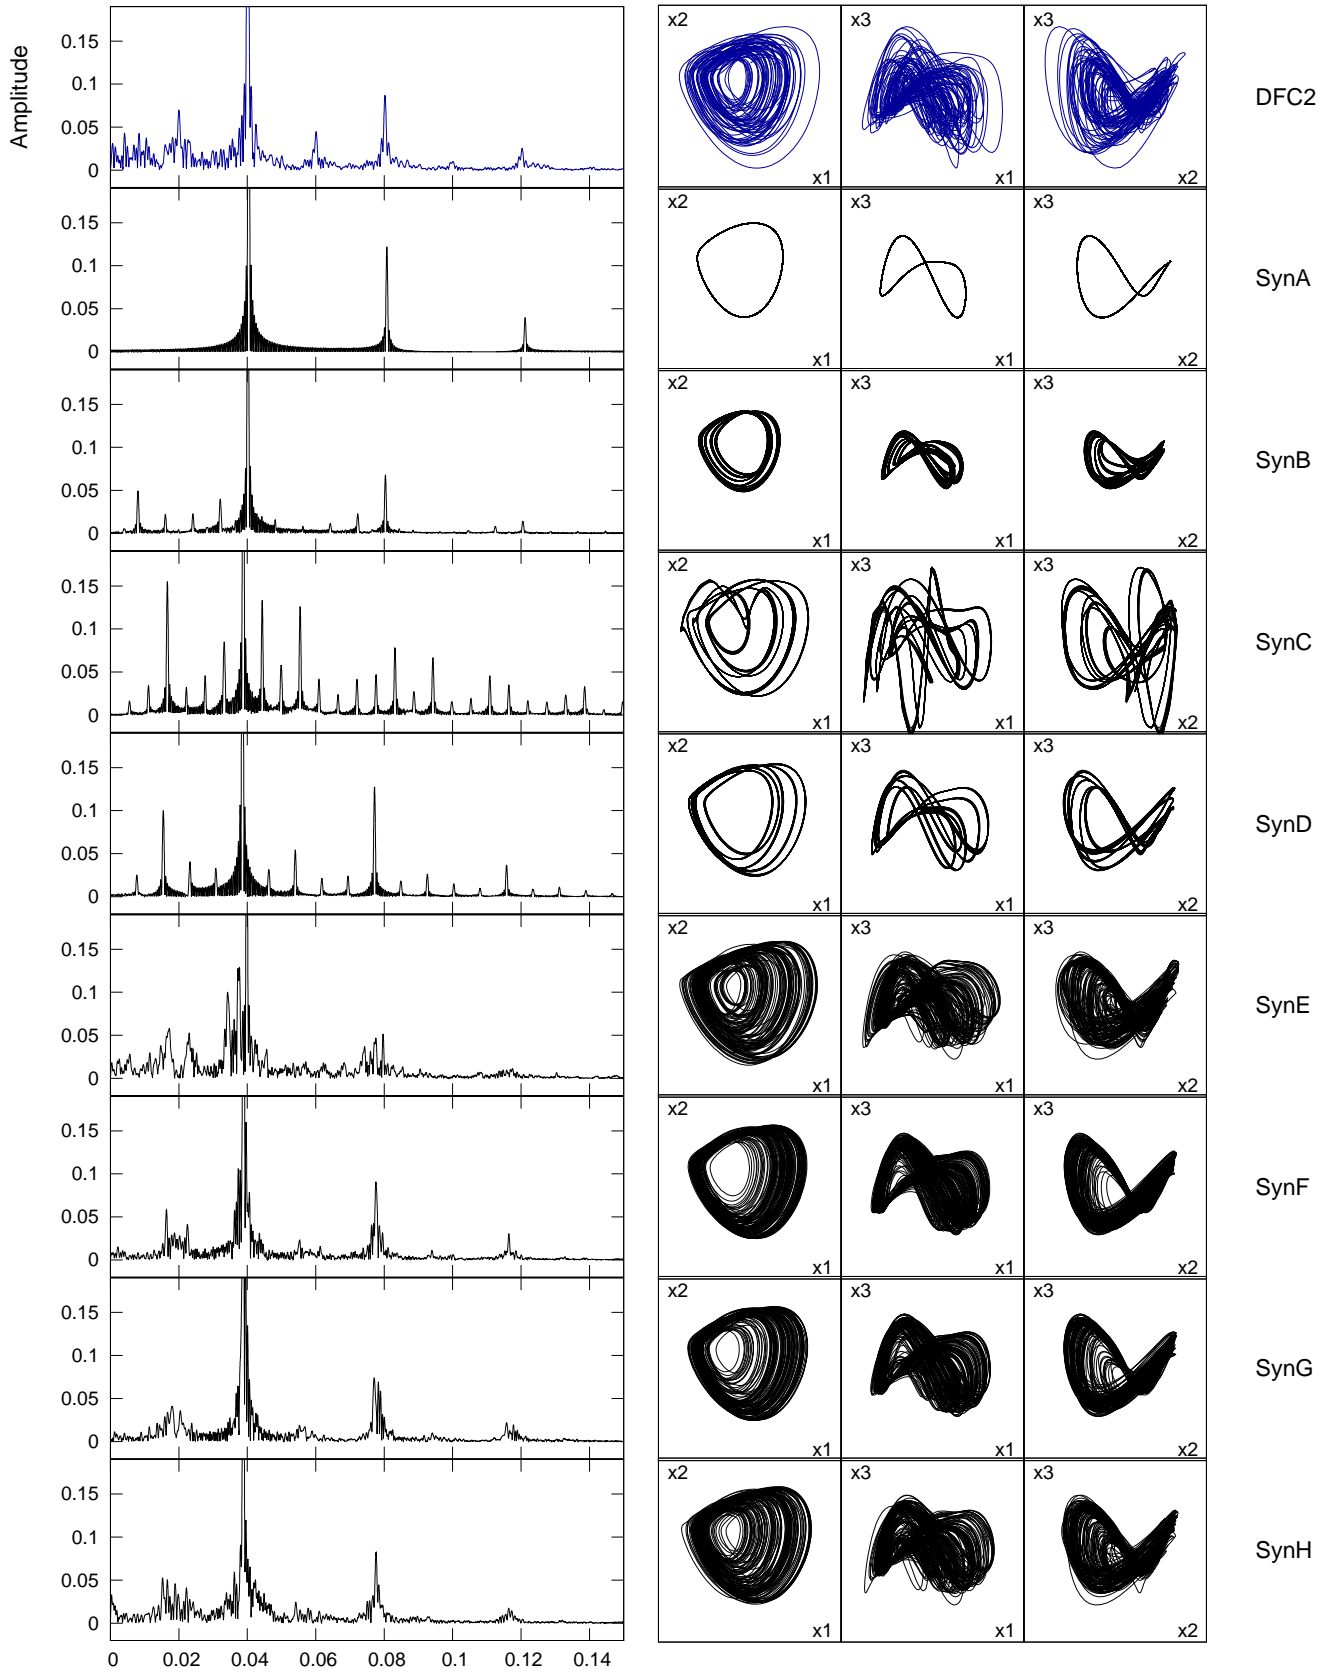 Amplitude
0.15
0.1
0.05
0
x2
x1
x3
x1
x3
x2
DFC2
0.15
0.1
0.05
0
x2
x1
x3
x1
x3
x2
SynA
0.15
0.1
0.05
0
x2
x1
x3
x1
x3
x2
SynB
0.15
0.1
0.05
0
x2
x1
x3
x1
x3
x2
SynC
0.15
0.1
0.05
0
x2
x1
x3
x1
x3
x2
SynD
0.15
0.1
0.05
0
x2
x1
x3
x1
x3
x2
SynE
0.15
0.1
0.05
0
x2
x1
x3
x1
x3
x2
SynF
0.15
0.1
0.05
0
x2
x1
x3
x1
x3
x2
SynG
0.15
0.1
0.05
0
x2
x1
x3
x1
x3
x2
SynH
0 0.02 0.04 0.06 0.08 0.1 0.12 0.14